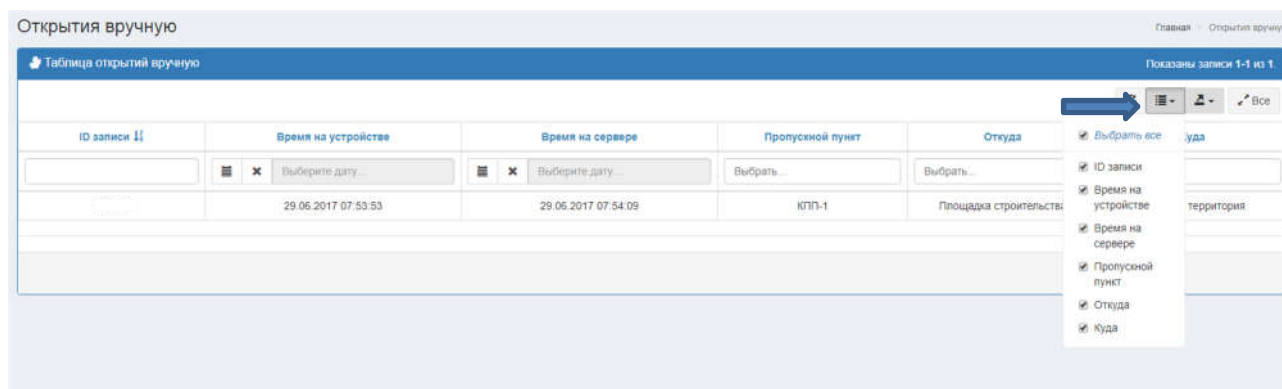 Открытия вручную
Главная
Открытия вручну
Таблица открытий вручную
Показаны записи 1-1 из 1.
Все
ID записи
Время на устройстве
Время на сервере
Пропускной пункт
Откуда
уда
Выберите дату...
Выберите дату...
Выбрать...
Выбрать...
29.06.2017 07:53:53
29.06.2017 07:54:09
КПП-1
Площадка строительства
территория
Выбрать все
ID записи
Время на
устройстве
Время на
сервере
Пропускной
пункт
Откуда
Куда